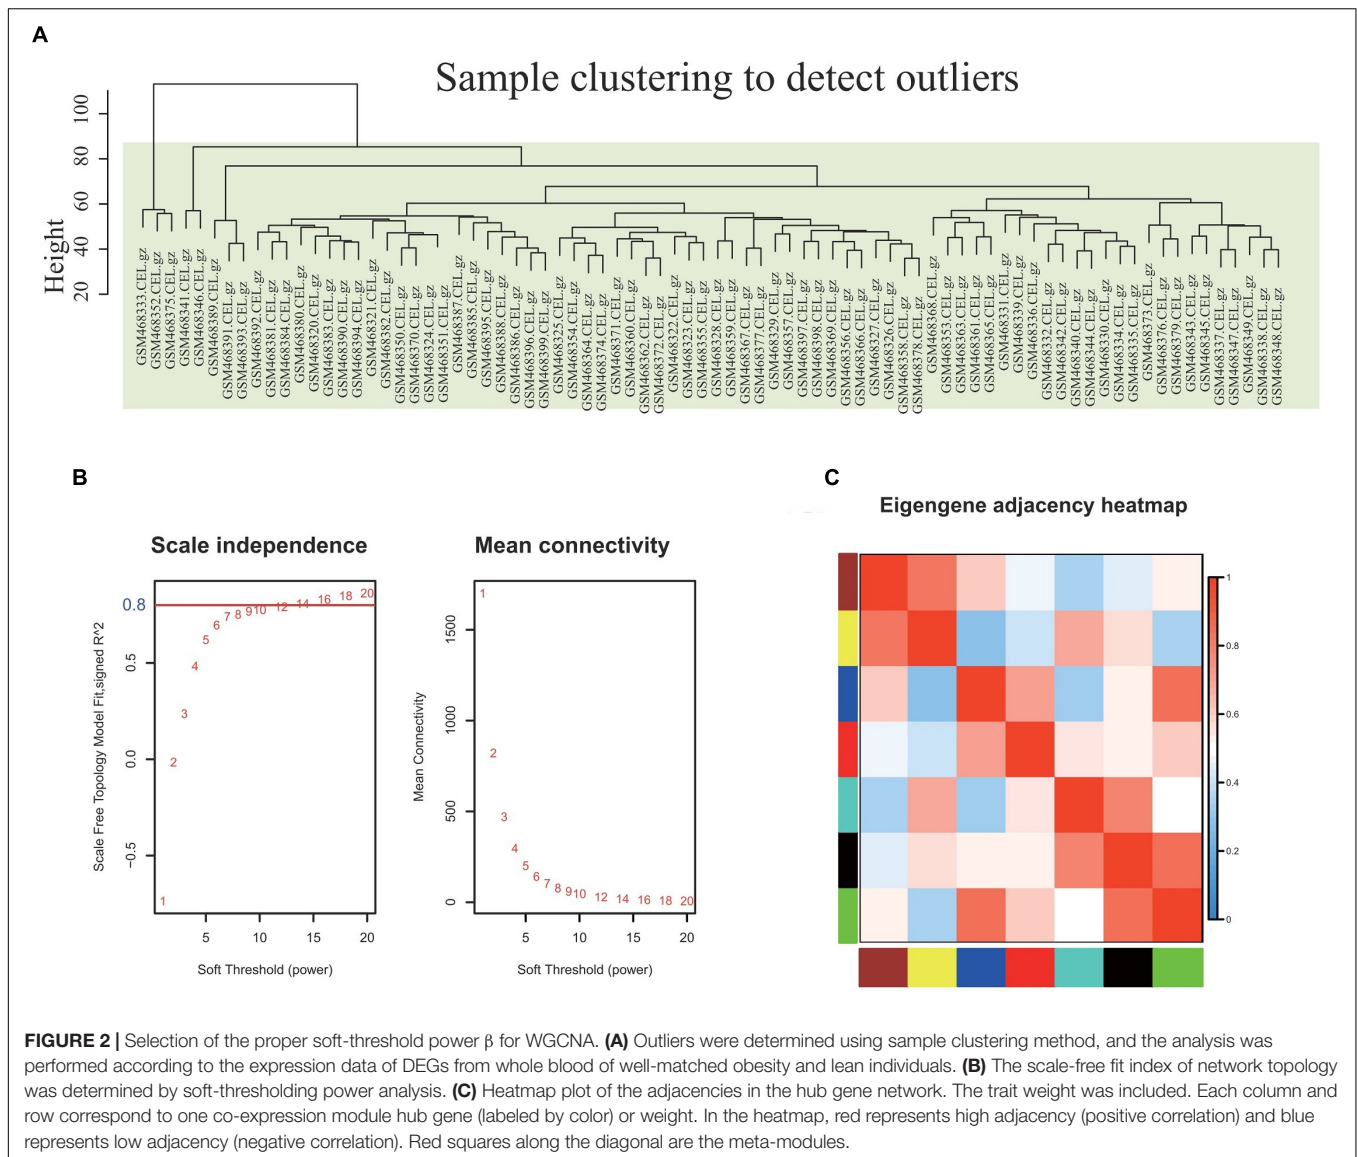 A
Sample clustering to detect outliers
Height
100
80
60
40
20
GSM468333.CEL.gz
GSM468352.CEL.gz
GSM468375.CEL.gz
GSM468341.CEL.gz
GSM468346.CEL.gz
GSM468389.CEL.gz
GSM468391.CEL.gz
GSM468393.CEL.gz
GSM468392.CEL.gz
GSM468381.CEL.gz
GSM468384.CEL.gz
GSM468380.CEL.gz
GSM468320.CEL.gz
GSM468383.CEL.gz
GSM468390.CEL.gz
GSM468394.CEL.gz
GSM468321.CEL.gz
GSM468382.CEL.gz
GSM468350.CEL.gz
GSM468370.CEL.gz
GSM468324.CEL.gz
GSM468351.CEL.gz
GSM468387.CEL.gz
GSM468385.CEL.gz
GSM468395.CEL.gz
GSM468388.CEL.gz
GSM468386.CEL.gz
GSM468396.CEL.gz
GSM468399.CEL.gz
GSM468325.CEL.gz
GSM468354.CEL.gz
GSM468364.CEL.gz
GSM468374.CEL.gz
GSM468371.CEL.gz
GSM468360.CEL.gz
GSM468362.CEL.gz
GSM468372.CEL.gz
GSM468322.CEL.gz
GSM468323.CEL.gz
GSM468355.CEL.gz
GSM468328.CEL.gz
GSM468359.CEL.gz
GSM468367.CEL.gz
GSM468377.CEL.gz
GSM468329.CEL.gz
GSM468357.CEL.gz
GSM468397.CEL.gz
GSM468398.CEL.gz
GSM468369.CEL.gz
GSM468356.CEL.gz
GSM468366.CEL.gz
GSM468327.CEL.gz
GSM468326.CEL.gz
GSM468358.CEL.gz
GSM468378.CEL.gz
GSM468368.CEL.gz
GSM468353.CEL.gz
GSM468363.CEL.gz
GSM468361.CEL.gz
GSM468365.CEL.gz
GSM468331.CEL.gz
GSM468339.CEL.gz
GSM468336.CEL.gz
GSM468332.CEL.gz
GSM468342.CEL.gz
GSM468340.CEL.gz
GSM468344.CEL.gz
GSM468330.CEL.gz
GSM468334.CEL.gz
GSM468335.CEL.gz
GSM468373.CEL.gz
GSM468376.CEL.gz
GSM468379.CEL.gz
GSM468343.CEL.gz
GSM468345.CEL.gz
GSM468337.CEL.gz
GSM468347.CEL.gz
GSM468349.CEL.gz
GSM468338.CEL.gz
GSM468348.CEL.gz
B
Scale independence
Scale Free Topology Model Fit,signed R^2
0.8
0.5
0.0
−0.5
1
2
3
4
5
6
7
8
9
10
12
14
16
18
20
5 10 15 20
Soft Threshold (power)
Mean connectivity
Mean Connectivity
1500
1000
500
0
1
2
3
4
5
6
7
8
9
10
12
14
16
18
20
5 10 15 20
Soft Threshold (power)
C
Eigengene adjacency heatmap
1
0.8
0.6
0.4
0.2
0
FIGURE 2 | Selection of the proper soft-threshold power β for WGCNA. (A) Outliers were determined using sample clustering method, and the analysis was
performed according to the expression data of DEGs from whole blood of well-matched obesity and lean individuals. (B) The scale-free fit index of network topology
was determined by soft-thresholding power analysis. (C) Heatmap plot of the adjacencies in the hub gene network. The trait weight was included. Each column and
row correspond to one co-expression module hub gene (labeled by color) or weight. In the heatmap, red represents high adjacency (positive correlation) and blue
represents low adjacency (negative correlation). Red squares along the diagonal are the meta-modules.